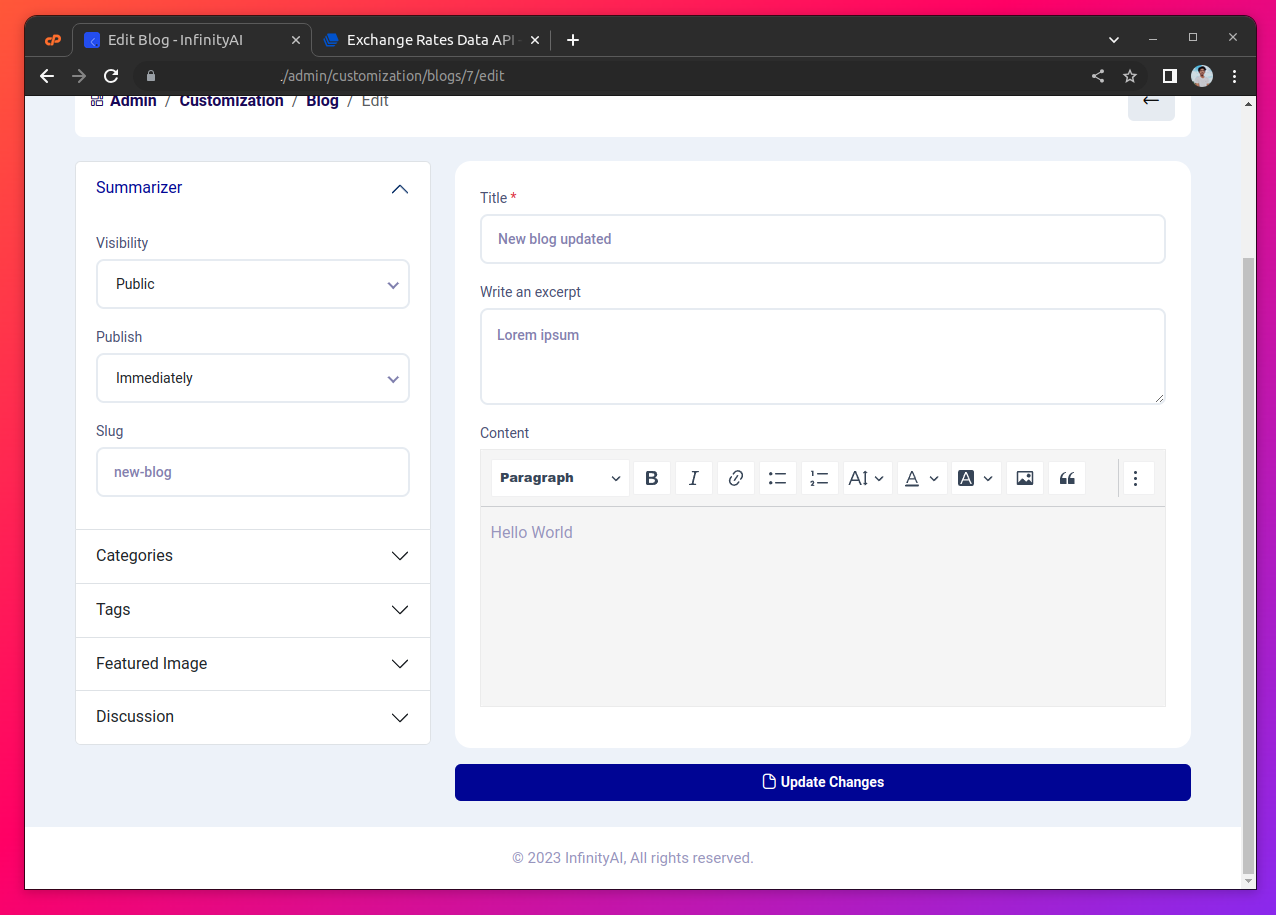 Edit Blog - InfinityAI
Exchange Rates Data API -
./admin/customization/blogs/7/edit
Admin / Customization / Blog / Edit
Summarizer
Visibility
Public
Publish
Immediately
Slug
new-blog
Categories
Tags
Featured Image
Discussion
Title *
New blog updated
Write an excerpt
Lorem ipsum
Content
Paragraph B I A A
Hello World
Update Changes
© 2023 InfinityAI, All rights reserved.